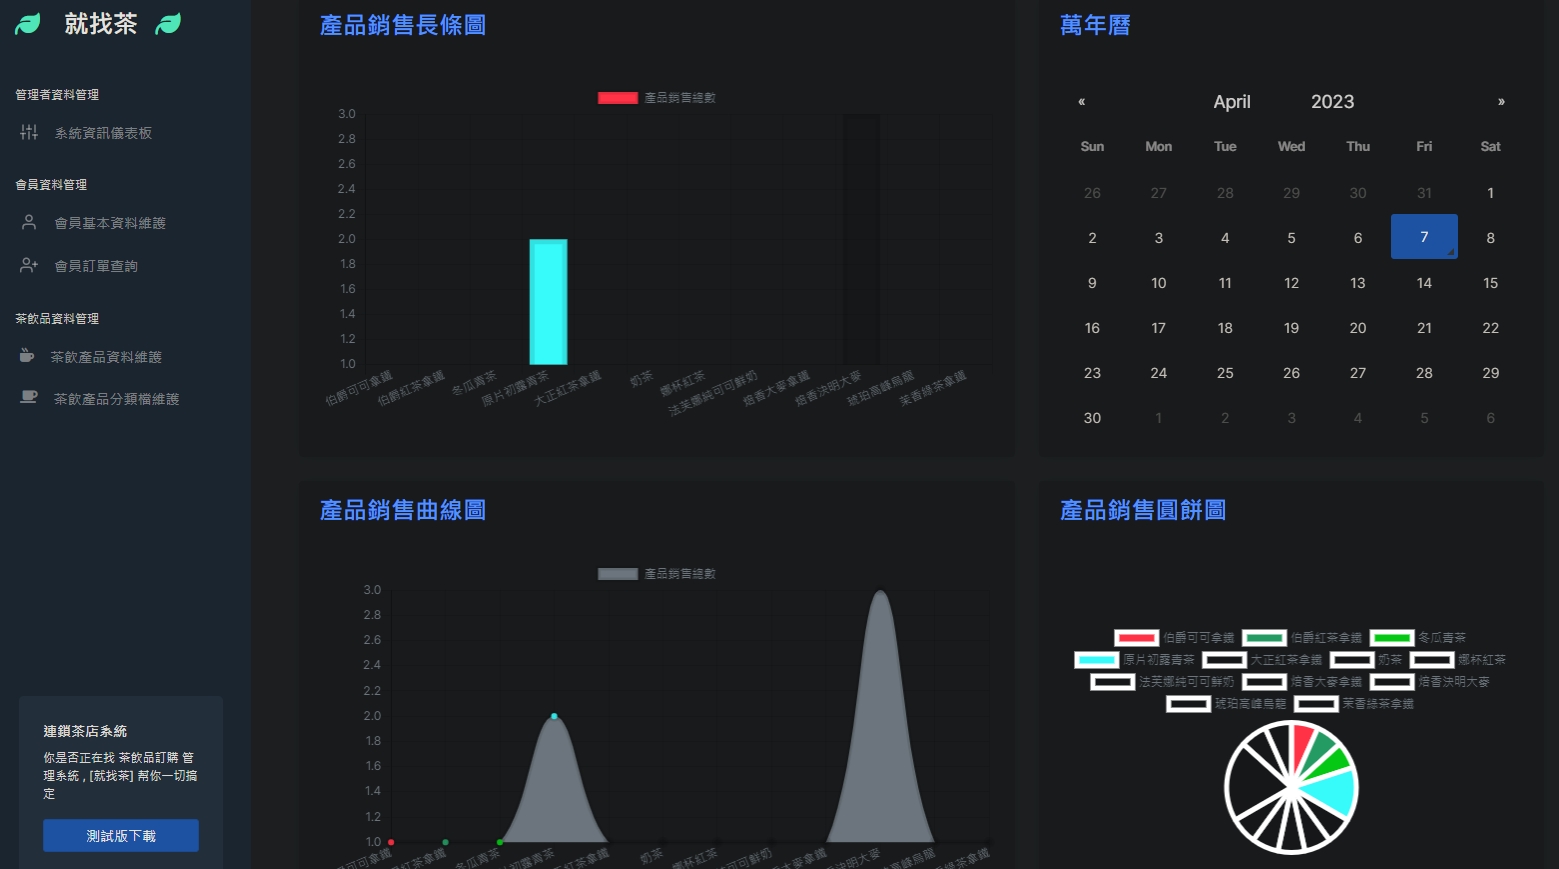 就找茶
管理者資料管理
系統資訊儀表板
會員資料管理
會員基本資料維護
會員訂單查詢
茶飲品資料管理
茶飲產品資料維護
茶飲產品分類檔維護
連鎖茶店系統
你是否正在找 茶飲品訂購 管
理系統 , [就找茶] 幫你一切搞
定
測試版下載
產品銷售長條圖
產品銷售總數
3.0
2.8
2.6
2.4
2.2
2.0
1.8
1.6
1.4
1.2
1.0
伯爵可可拿鐵
伯爵紅茶拿鐵
冬瓜青茶
原片初露青茶
大正紅茶拿鐵
奶茶
娜杯紅茶
法芙娜純可可鮮奶
焙香大麥拿鐵
焙香決明大麥
琥珀高峰烏龍
茉香綠茶拿鐵
萬年曆
« April 2023 »
Sun Mon Tue Wed Thu Fri Sat
26 27 28 29 30 31 1
2 3 4 5 6 7 8
9 10 11 12 13 14 15
16 17 18 19 20 21 22
23 24 25 26 27 28 29
30 1 2 3 4 5 6
產品銷售曲線圖
產品銷售總數
3.0
2.8
2.6
2.4
2.2
2.0
1.8
1.6
1.4
1.2
1.0
可可拿鐵
紅茶拿鐵
冬瓜青茶
初露青茶
紅茶拿鐵
奶茶
娜杯紅茶
可可鮮奶
大麥拿鐵
決明大麥
高峰烏龍
綠茶拿鐵
產品銷售圓餅圖
伯爵可可拿鐵 伯爵紅茶拿鐵 冬瓜青茶
原片初露青茶 大正紅茶拿鐵 奶茶 娜杯紅茶
法芙娜純可可鮮奶 焙香大麥拿鐵 焙香決明大麥
琥珀高峰烏龍 茉香綠茶拿鐵